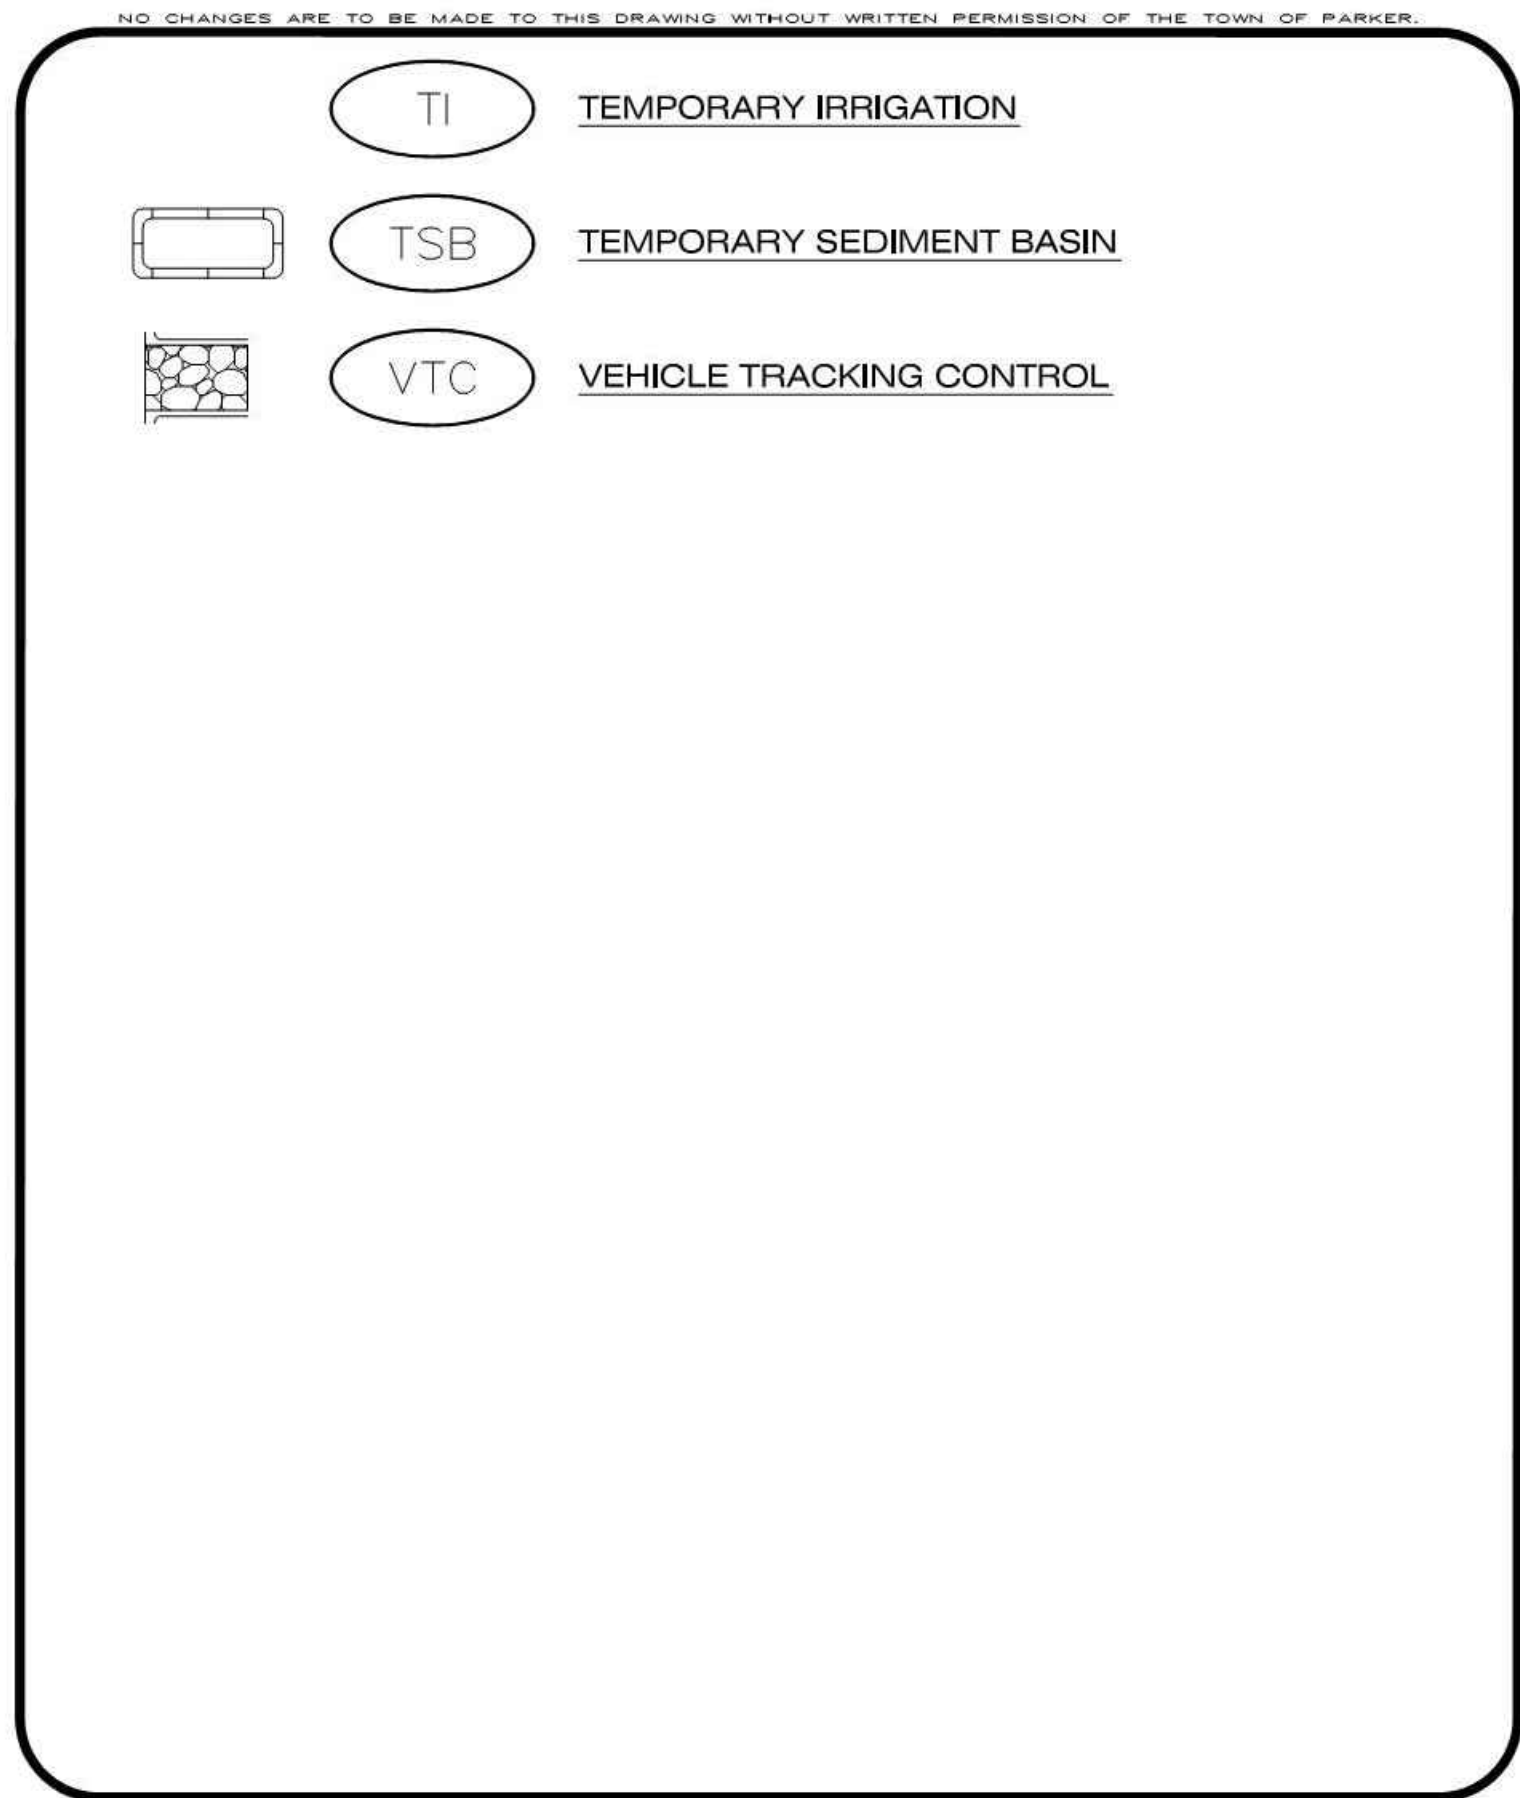 NO CHANGES ARE TO BE MADE TO THIS DRAWING WITHOUT WRITTEN PERMISSION OF THE TOWN OF PARKER.
TI TEMPORARY IRRIGATION
TSB TEMPORARY SEDIMENT BASIN
VTC VEHICLE TRACKING CONTROL